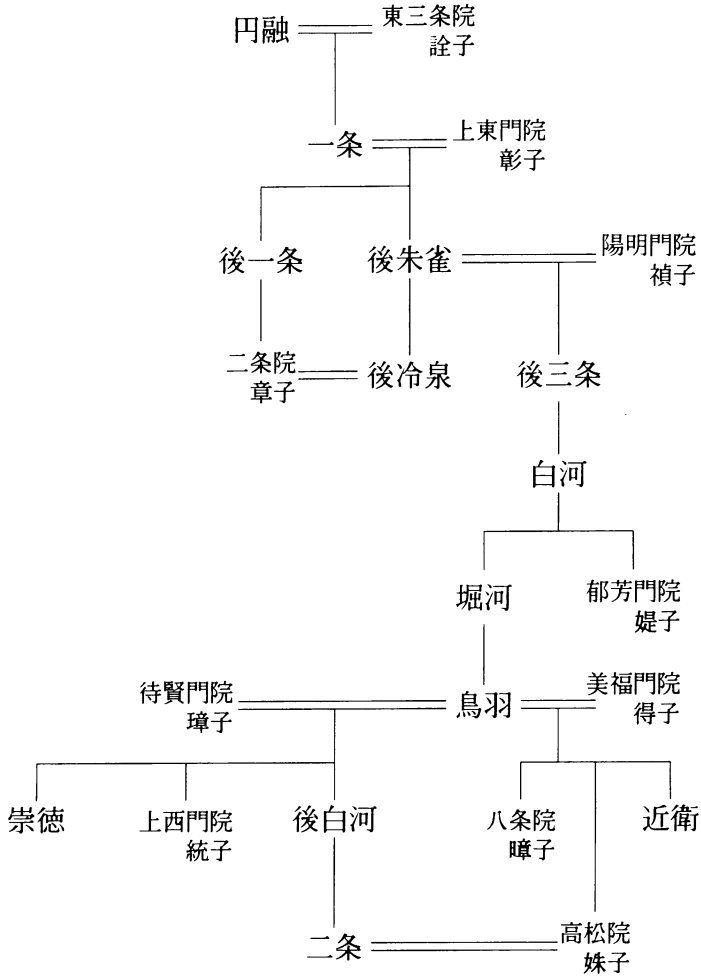 円融
東三条院
詮子
一条
上東門院
彰子
後一条
後朱雀
陽明門院
禎子
二条院
章子
後冷泉
後三条
白河
堀河
郁芳門院
媞子
待賢門院
璋子
鳥羽
美福門院
得子
崇徳
上西門院
統子
後白河
八条院
暲子
近衛
二条
高松院
姝子